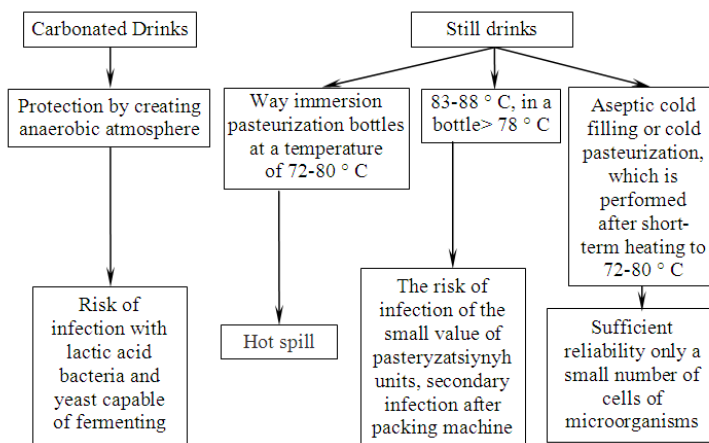 Carbonated Drinks
Still drinks
Protection by creating
anaerobic atmosphere
Way immersion
pasteurization bottles
at a temperature
of 72-80 ° C
83-88 ° C, in a
bottle> 78 ° C
Aseptic cold
filling or cold
pasteurization,
which is
performed
after short-
term heating to
72-80 ° C
Risk of
infection with
lactic acid
bacteria and
yeast capable
of fermenting
Hot spill
The risk of
infection of the
small value of
pasteryzatsiynyh
units, secondary
infection after
packing machine
Sufficient
reliability only a
small number of
cells of
microorganisms